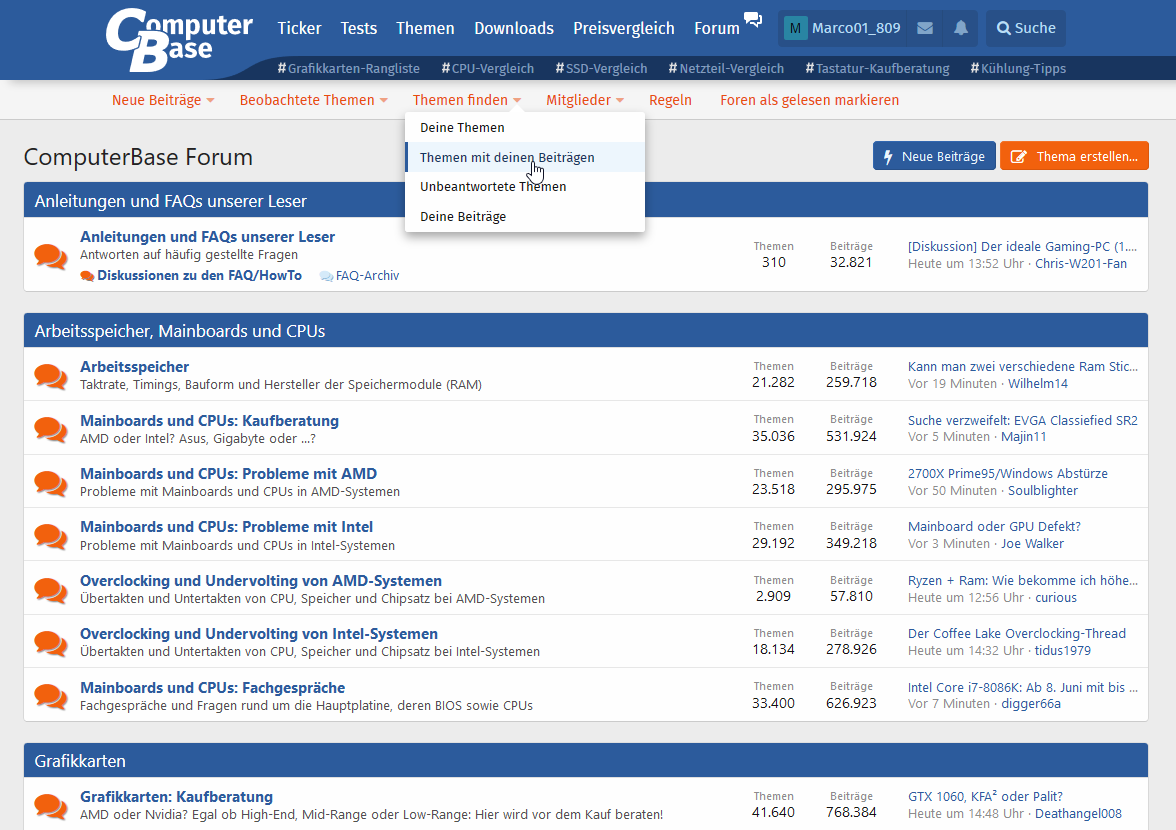 ComputerBase
Ticker Tests Themen Downloads Preisvergleich Forum M Marco01_809 Suche
#Grafikkarten-Rangliste #CPU-Vergleich #SSD-Vergleich #Netzteil-Vergleich #Tastatur-Kaufberatung #Kühlung-Tipps
Neue Beiträge Beobachtete Themen Themen finden Mitglieder Regeln Foren als gelesen markieren
Deine Themen
Themen mit deinen Beiträgen
Unbeantwortete Themen
Deine Beiträge
ComputerBase Forum
Neue Beiträge Thema erstellen...
Anleitungen und FAQs unserer Leser
Anleitungen und FAQs unserer Leser
Antworten auf häufig gestellte Fragen
Diskussionen zu den FAQ/HowTo FAQ-Archiv
Themen Beiträge
310 32.821
[Diskussion] Der ideale Gaming-PC (1....
Heute um 13:52 Uhr · Chris-W201-Fan
Arbeitsspeicher, Mainboards und CPUs
Arbeitsspeicher
Taktrate, Timings, Bauform und Hersteller der Speichermodule (RAM)
Themen Beiträge
21.282 259.718
Kann man zwei verschiedene Ram Stic...
Vor 19 Minuten · Wilhelm14
Mainboards und CPUs: Kaufberatung
AMD oder Intel? Asus, Gigabyte oder ...?
Themen Beiträge
35.036 531.924
Suche verzweifelt: EVGA Classiefied SR2
Vor 5 Minuten · Majin11
Mainboards und CPUs: Probleme mit AMD
Probleme mit Mainboards und CPUs in AMD-Systemen
Themen Beiträge
23.518 295.975
2700X Prime95/Windows Abstürze
Vor 50 Minuten · Soulblighter
Mainboards und CPUs: Probleme mit Intel
Probleme mit Mainboards und CPUs in Intel-Systemen
Themen Beiträge
29.192 349.218
Mainboard oder GPU Defekt?
Vor 3 Minuten · Joe Walker
Overclocking und Undervolting von AMD-Systemen
Übertakten und Untertakten von CPU, Speicher und Chipsatz bei AMD-Systemen
Themen Beiträge
2.909 57.810
Ryzen + Ram: Wie bekomme ich höhe...
Heute um 12:56 Uhr · curious
Overclocking und Undervolting von Intel-Systemen
Übertakten und Untertakten von CPU, Speicher und Chipsatz bei Intel-Systemen
Themen Beiträge
18.134 278.926
Der Coffee Lake Overclocking-Thread
Heute um 14:32 Uhr · tidus1979
Mainboards und CPUs: Fachgespräche
Fachgespräche und Fragen rund um die Hauptplatine, deren BIOS sowie CPUs
Themen Beiträge
33.400 626.923
Intel Core i7-8086K: Ab 8. Juni mit bis ...
Vor 7 Minuten · digger66a
Grafikkarten
Grafikkarten: Kaufberatung
AMD oder Nvidia? Egal ob High-End, Mid-Range oder Low-Range: Hier wird vor dem Kauf beraten!
Themen Beiträge
41.640 768.384
GTX 1060, KFA² oder Palit?
Heute um 14:48 Uhr · Deathangel008